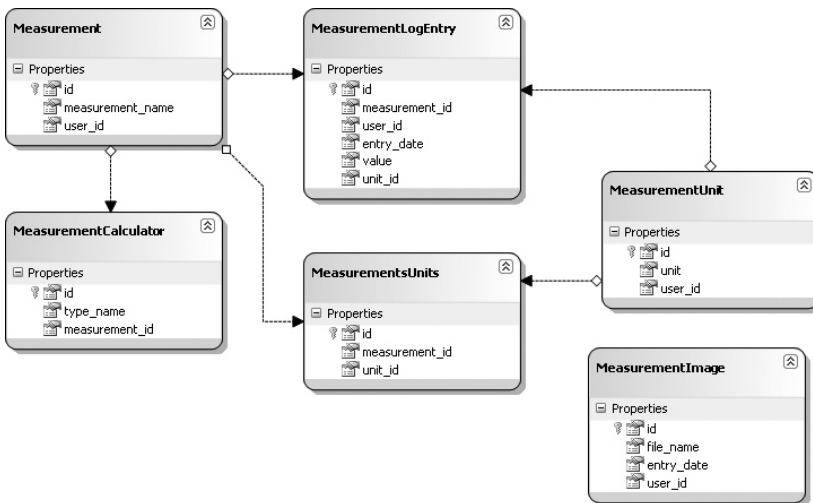 Measurement
Properties
id
measurement_name
user_id
MeasurementLogEntry
Properties
id
measurement_id
user_id
entry_date
value
unit_id
MeasurementCalculator
Properties
id
type_name
measurement_id
MeasurementsUnits
Properties
id
measurement_id
unit_id
MeasurementUnit
Properties
id
unit
user_id
MeasurementImage
Properties
id
file_name
entry_date
user_id